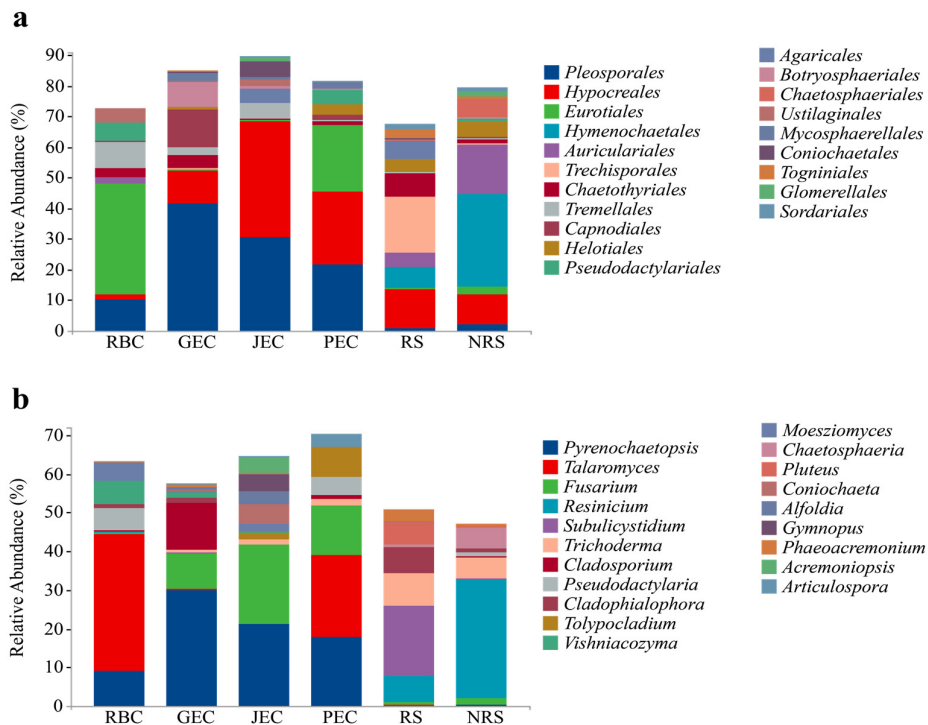 a
Relative Abundance (%)
90
80
70
60
50
40
30
20
10
0
RBC GEC JEC PEC RS NRS
Pleosporales
Hypocreales
Eurotiales
Hymenochaetales
Auriculariales
Trechisporales
Chaetothyriales
Tremellales
Capnodiales
Helotiales
Pseudodactylariales
Agaricales
Botryosphaeriales
Chaetosphaeriales
Ustilaginales
Mycosphaerellales
Coniochaetales
Togniniales
Glomerellales
Sordariales
b
Relative Abundance (%)
70
60
50
40
30
20
10
0
RBC GEC JEC PEC RS NRS
Pyrenochaetopsis
Talaromyces
Fusarium
Resinicium
Subulicystidium
Trichoderma
Cladosporium
Pseudodactylaria
Cladophialophora
Tolypocladium
Vishniacozyma
Moesziomyces
Chaetosphaeria
Pluteus
Coniochaeta
Alfoldia
Gymnopus
Phaeoacremonium
Acremoniopsis
Articulospora